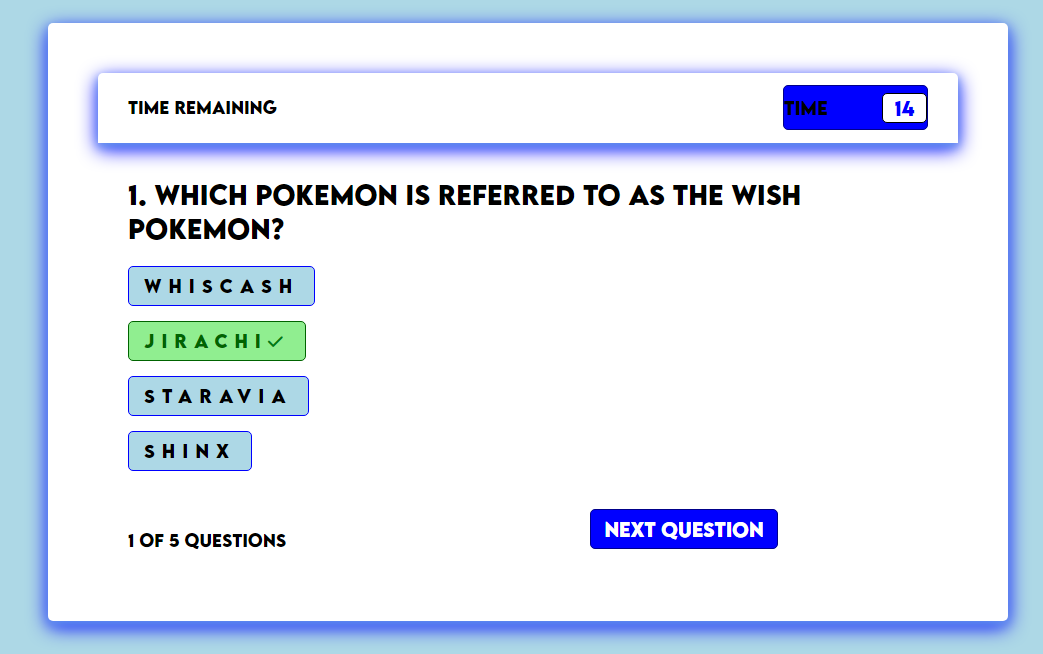 TIME REMAINING
TIME 14
1. WHICH POKEMON IS REFERRED TO AS THE WISH
POKEMON?
WHISCASH
JIRACHI✓
STARAVIA
SHINX
1 OF 5 QUESTIONS
NEXT QUESTION